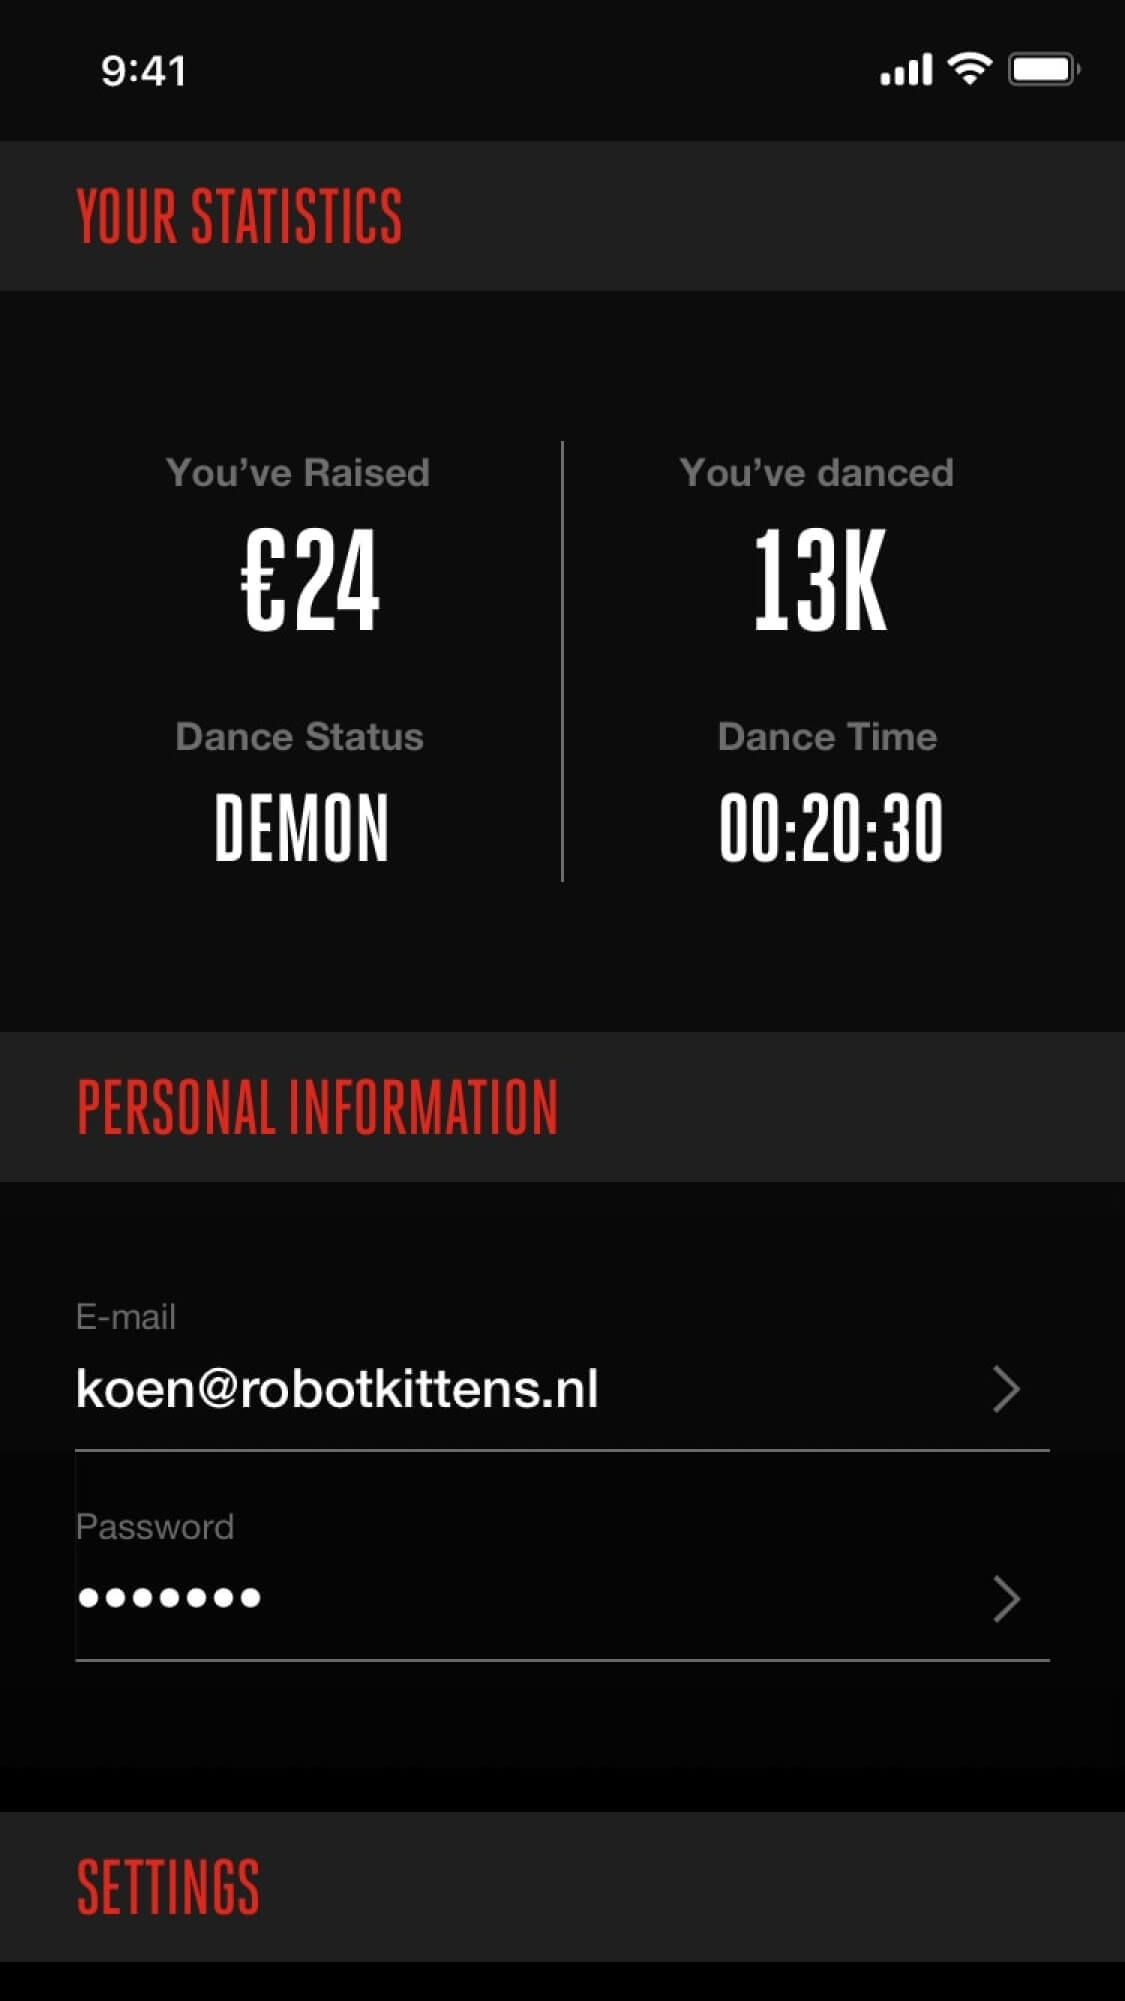 9:41
YOUR STATISTICS
You’ve Raised
€24
You’ve danced
13K
Dance Status
DEMON
Dance Time
00:20:30
PERSONAL INFORMATION
E-mail
koen@robotkittens.nl
Password
•••••••
SETTINGS